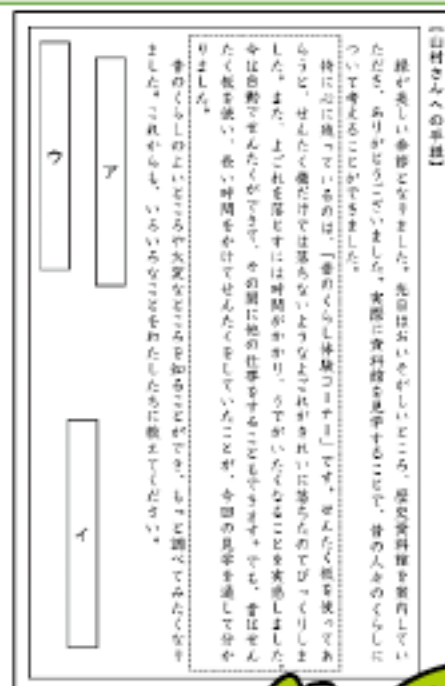 【山村さんへの手紙】
緑が美しい季節となりました。先日はおいそがしいところ、歴史資料館を案内してい
ただき、ありがとうございました。実際に資料館を見学することで、昔の人々のくらしに
ついて考えることができました。
特に心に残っているのは、「昔のくらし体験コーナー」です。せんたく板を使ってあ
らうと、せんたく機だけでは落ちないようなよごれがきれいに落ちたのでびっくりしま
した。また、よごれを落とすには時間がかかり、うでがいたくなることを実感しました。
今は自動でせんたくができて、その間に他の仕事をすることもできます。でも、昔はせん
たく板を使い、長い時間をかけてせんたくをしていたことが、今回の見学を通して分か
りました。
昔のくらしのよいところや大変なところを知ることができ、もっと調べてみたくなり
ました。これからも、いろいろなことをわたしたちに教えてください。
ア
イ
ウ